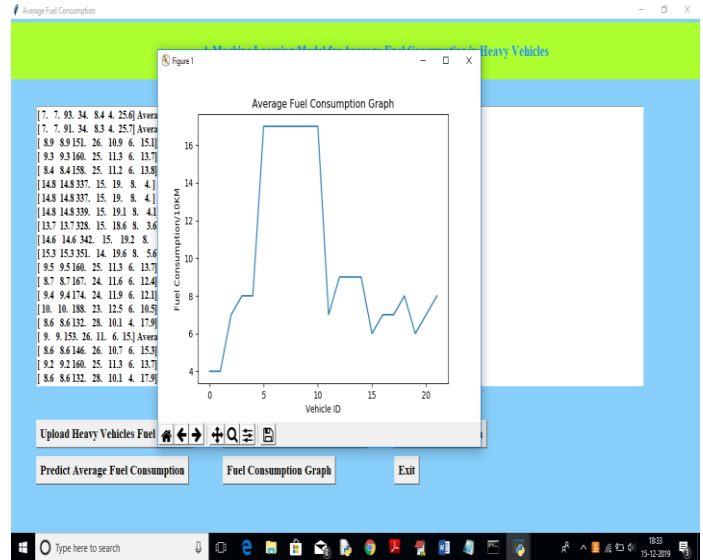 Average Fuel Consumption
Heavy Vehicles
Figure 1
[ 7. 7. 93. 34. 8.4 4. 25.6] Avera
[ 7. 7. 91. 34. 8.3 4. 25.7] Avera
[ 8.9 8.9 151. 26. 10.9 6. 15.1]
[ 9.3 9.3 160. 25. 11.3 6. 13.7]
[ 8.4 8.4 158. 25. 11.2 6. 13.8]
[14.8 14.8 337. 15. 19. 8. 4. ]
[14.8 14.8 337. 15. 19. 8. 4. ]
[14.8 14.8 339. 15. 19.1 8. 4.1
[13.7 13.7 328. 15. 18.6 8. 3.6
[14.6 14.6 342. 15. 19.2 8.
[15.3 15.3 351. 14. 19.6 8. 5.6
[ 9.5 9.5 160. 25. 11.3 6. 13.7]
[ 8.7 8.7 167. 24. 11.6 6. 12.4]
[ 9.4 9.4 174. 24. 11.9 6. 12.1]
[10. 10. 188. 23. 12.5 6. 10.5]
[ 8.6 8.6 132. 28. 10.1 4. 17.9]
[ 9. 9. 153. 26. 11. 6. 15.] Avera
[ 8.6 8.6 146. 26. 10.7 6. 15.3]
[ 9.2 9.2 160. 25. 11.3 6. 13.7]
[ 8.6 8.6 132. 28. 10.1 4. 17.9]
Average Fuel Consumption Graph
Fuel Consumption/10KM
16
14
12
10
8
6
4
0 5 10 15 20
Vehicle ID
Upload Heavy Vehicles Fuel
Predict Average Fuel Consumption
Fuel Consumption Graph
Exit
Type here to search
18:33
15-12-2019